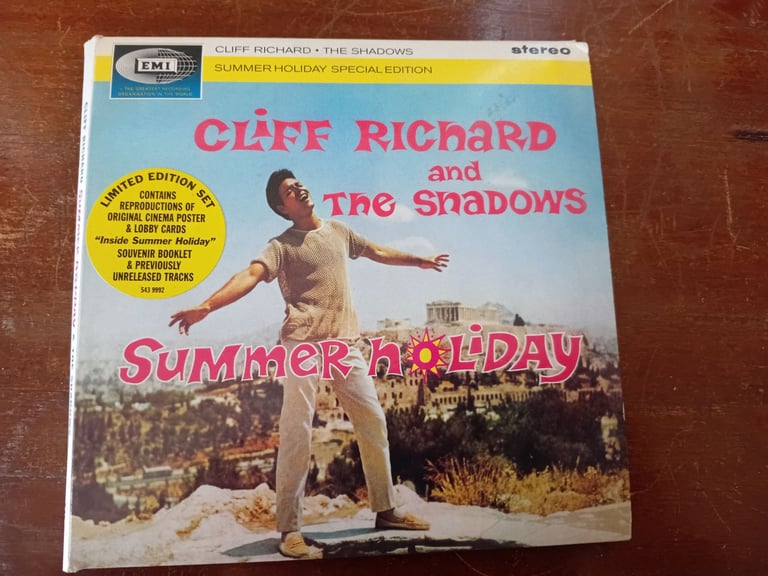 EMI
THE GREATEST RECORDING
ORGANISATION IN THE WORLD
CLIFF RICHARD • THE SHADOWS
stereo
SUMMER HOLIDAY SPECIAL EDITION
CLIFF RICHARD
and
THE SHADOWS
LIMITED EDITION SET
CONTAINS
REPRODUCTIONS OF
ORIGINAL CINEMA POSTER
& LOBBY CARDS
"Inside Summer Holiday"
SOUVENIR BOOKLET
& PREVIOUSLY
UNRELEASED TRACKS
543 9992
SUMMER HOLIDAY